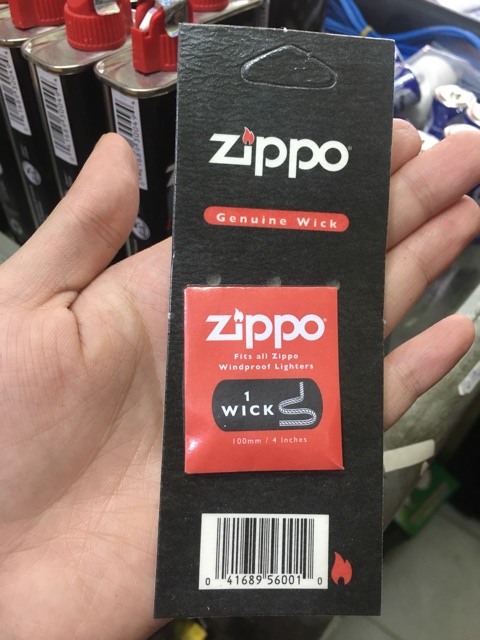 zippo
Genuine Wick
zippo
Fits all Zippo
Windproof Lighters
1
WICK
100mm / 4 Inches
0 41689 56001 0